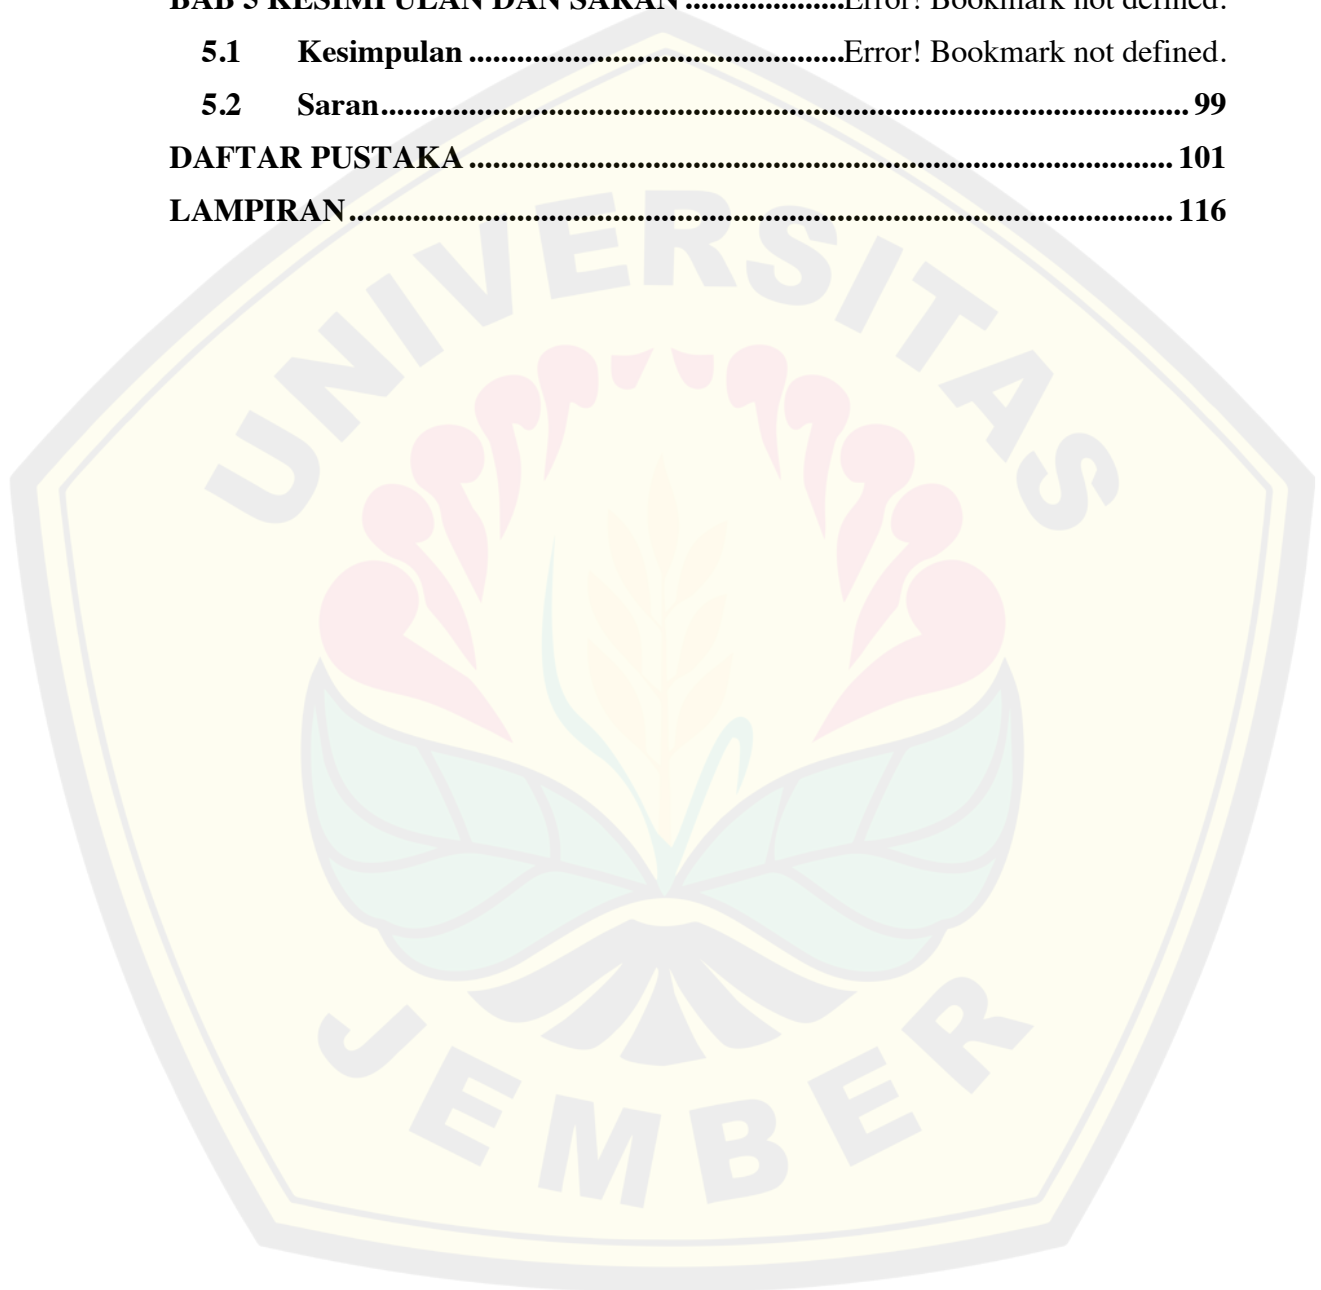 BAB 5 KESIMPULAN DAN SARAN....................Error! Bookmark not defined.
5.1 Kesimpulan...............................................Error! Bookmark not defined.
5.2 Saran..................................................................................................... 99
DAFTAR PUSTAKA........................................................................................ 101
LAMPIRAN....................................................................................................... 116
UNIVERSITAS
JEMBER